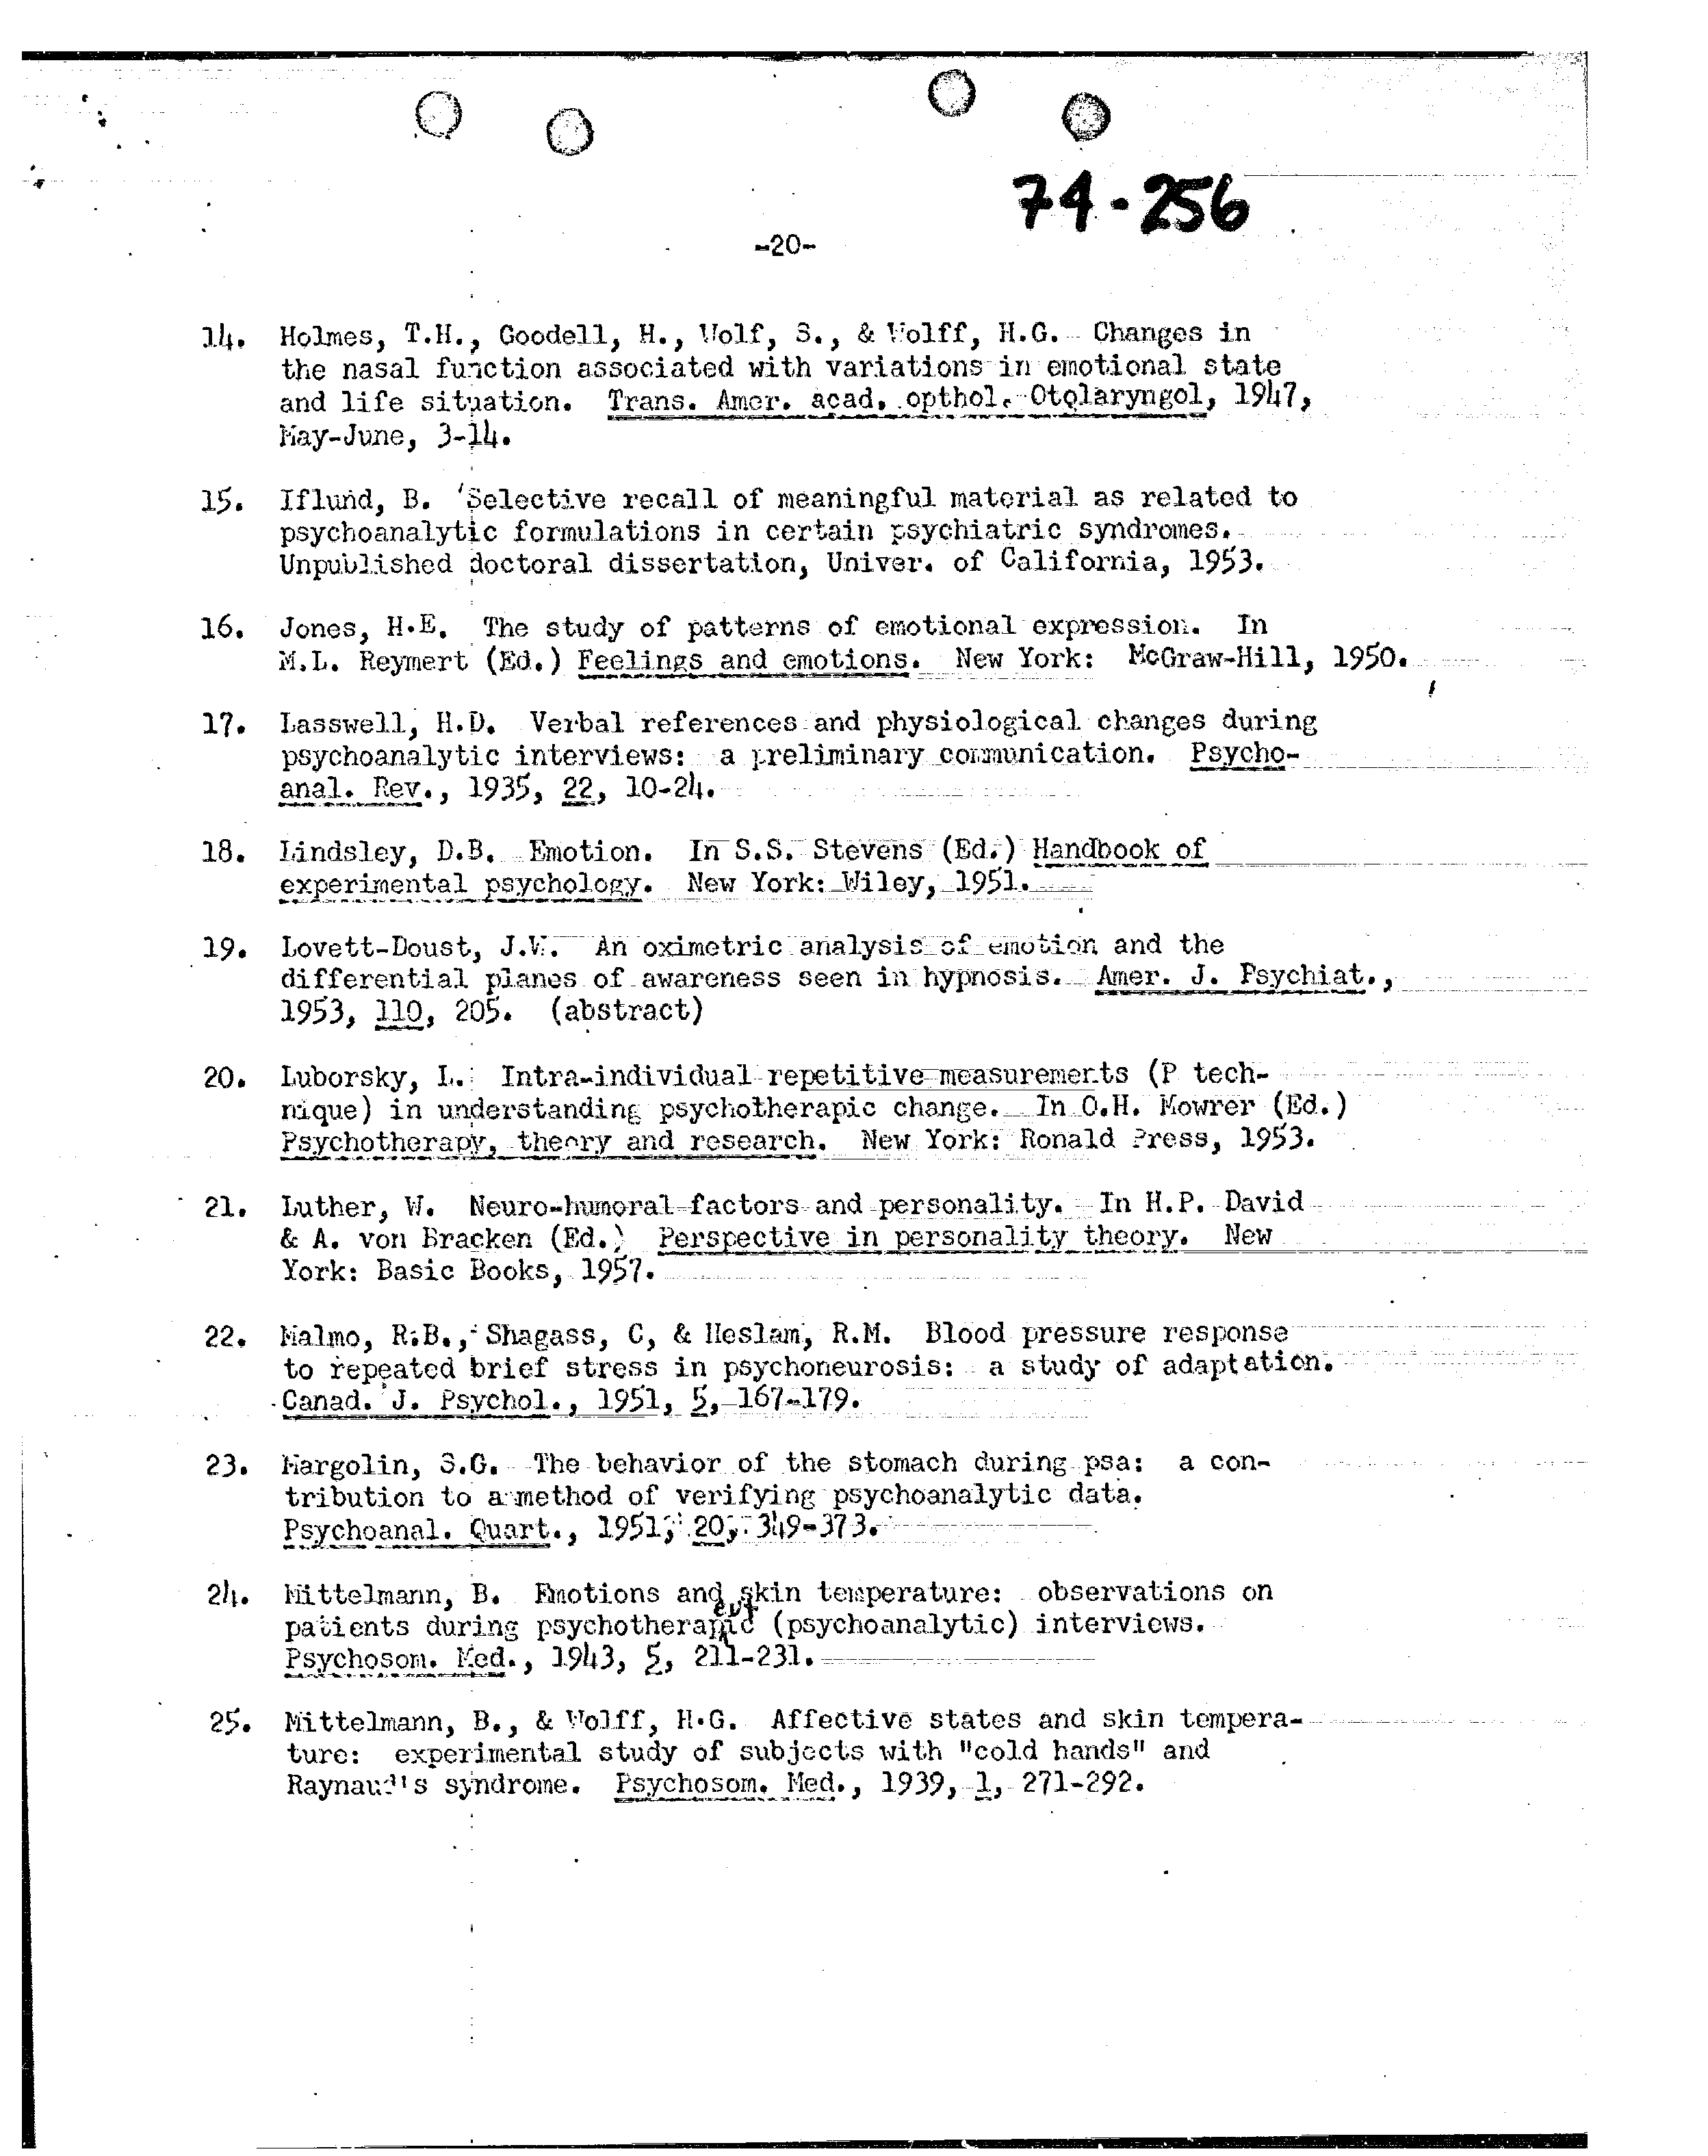 74-256
-20-
14. Holmes, T.H., Goodell, H., Wolf, S., & Wolff, H.G. Changes in
the nasal function associated with variations in emotional state
and life situation. Trans. Amer. acad. opthol. Otolaryngol, 1947,
May-June, 3-14.
15. Iflund, B. Selective recall of meaningful material as related to
psychoanalytic formulations in certain psychiatric syndromes.
Unpublished doctoral dissertation, Univer. of California, 1953.
16. Jones, H.E. The study of patterns of emotional expression. In
M.L. Reymert (Ed.) Feelings and emotions. New York: McGraw-Hill, 1950.
17. Lasswell, H.D. Verbal references and physiological changes during
psychoanalytic interviews: a preliminary communication. Psycho-
anal. Rev., 1935, 22, 10-24.
18. Lindsley, D.B. Emotion. In S.S. Stevens (Ed.) Handbook of
experimental psychology. New York: Wiley, 1951.
19. Lovett-Doust, J.W. An oximetric analysis of emotion and the
differential planes of awareness seen in hypnosis. Amer. J. Psychiat.,
1953, 110, 205. (abstract)
20. Luborsky, L. Intra-individual repetitive measurements (P tech-
nique) in understanding psychotherapic change. In O.H. Mowrer (Ed.)
Psychotherapy, theory and research. New York: Ronald Press, 1953.
21. Luther, W. Neuro-humoral factors and personality. In H.P. David
& A. von Bracken (Ed.) Perspective in personality theory. New
York: Basic Books, 1957.
22. Malmo, R.B., Shagass, C, & Heslam, R.M. Blood pressure response
to repeated brief stress in psychoneurosis: a study of adaptation.
Canad. J. Psychol., 1951, 5, 167-179.
23. Margolin, S.G. The behavior of the stomach during psa: a con-
tribution to a method of verifying psychoanalytic data.
Psychoanal. Quart., 1951, 20, 349-373.
24. Mittelmann, B. Emotions and skin temperature: observations on
patients during psychotherapeutic (psychoanalytic) interviews.
Psychosom. Med., 1943, 5, 211-231.
25. Mittelmann, B., & Wolff, H.G. Affective states and skin tempera-
ture: experimental study of subjects with "cold hands" and
Raynaud's syndrome. Psychosom. Med., 1939, 1, 271-292.